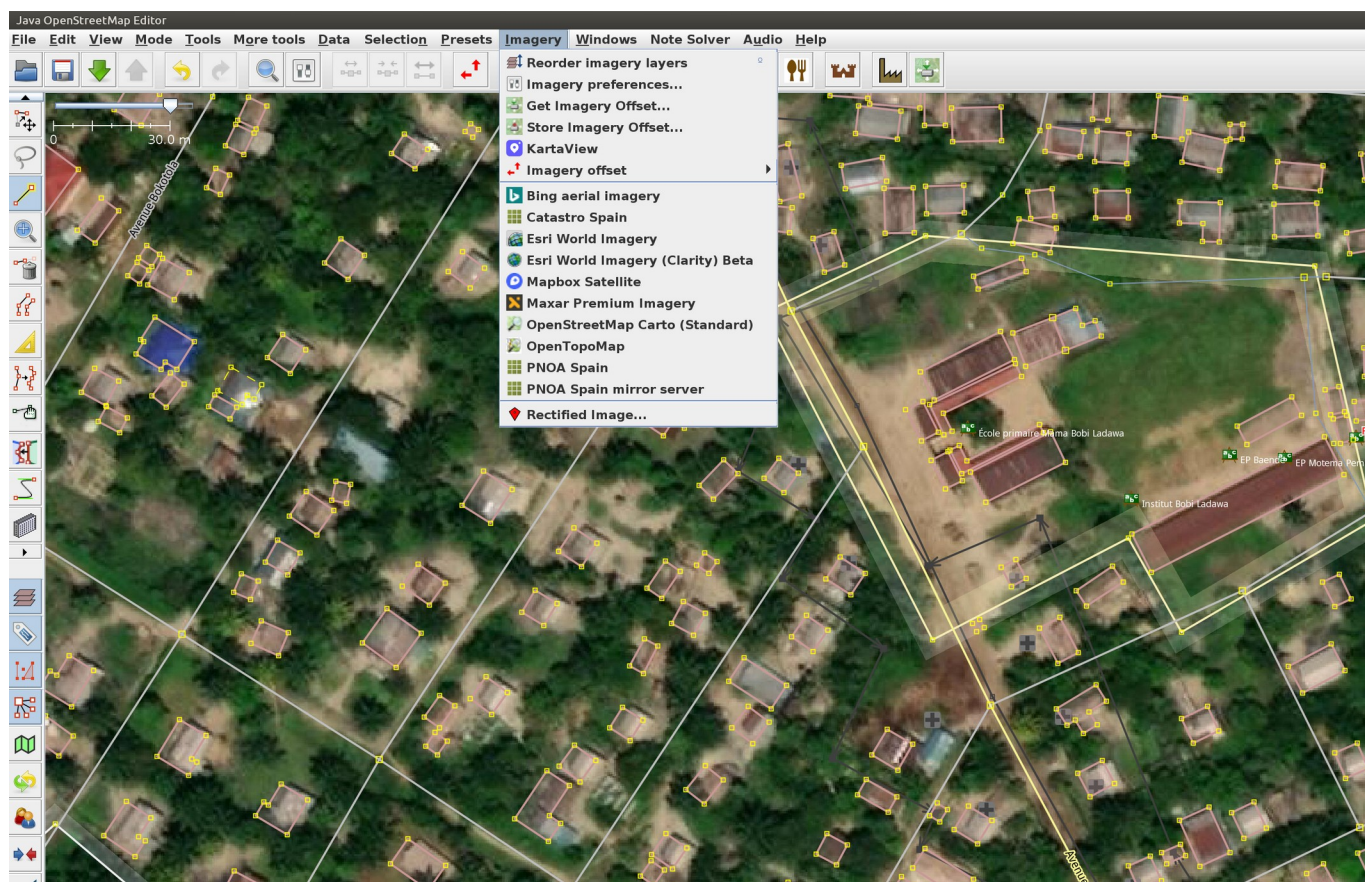 Java OpenStreetMap Editor
File Edit View Mode Tools More tools Data Selection Presets Imagery Windows Note Solver Audio Help
Reorder imagery layers
Imagery preferences...
Get Imagery Offset...
Store Imagery Offset...
KartaView
Imagery offset
Bing aerial imagery
Catastro Spain
Esri World Imagery
Esri World Imagery (Clarity) Beta
Mapbox Satellite
Maxar Premium Imagery
OpenStreetMap Carto (Standard)
OpenTopoMap
PNOA Spain
PNOA Spain mirror server
Rectified Image...
0 30.0 m
Avenue Bokotola
École primaire Mama Bobi Ladawa
EP Baende
EP Motema Pem
Institut Bobi Ladawa
Avenue